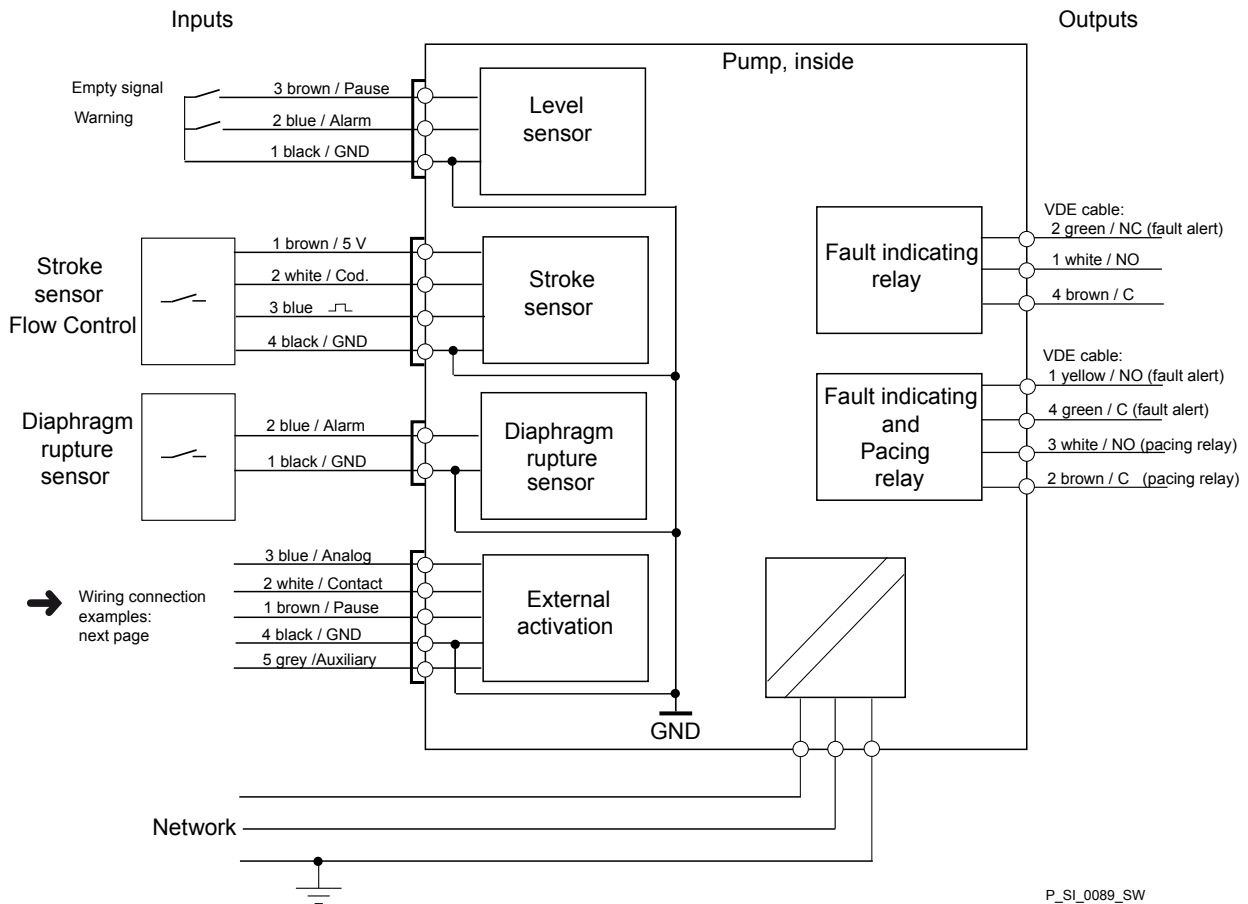 Inputs
Outputs
Pump, inside
Empty signal
Warning
3 brown / Pause
2 blue / Alarm
1 black / GND
Level
sensor
Stroke
sensor
Flow Control
1 brown / 5 V
2 white / Cod.
3 blue
4 black / GND
Stroke
sensor
Diaphragm
rupture
sensor
2 blue / Alarm
1 black / GND
Diaphragm
rupture
sensor
Wiring connection
examples:
next page
3 blue / Analog
2 white / Contact
1 brown / Pause
4 black / GND
5 grey /Auxiliary
External
activation
GND
Fault indicating
relay
VDE cable:
2 green / NC (fault alert)
1 white / NO
4 brown / C
Fault indicating
and
Pacing
relay
VDE cable:
1 yellow / NO (fault alert)
4 green / C (fault alert)
3 white / NO (pacing relay)
2 brown / C (pacing relay)
Network
P_SI_0089_SW